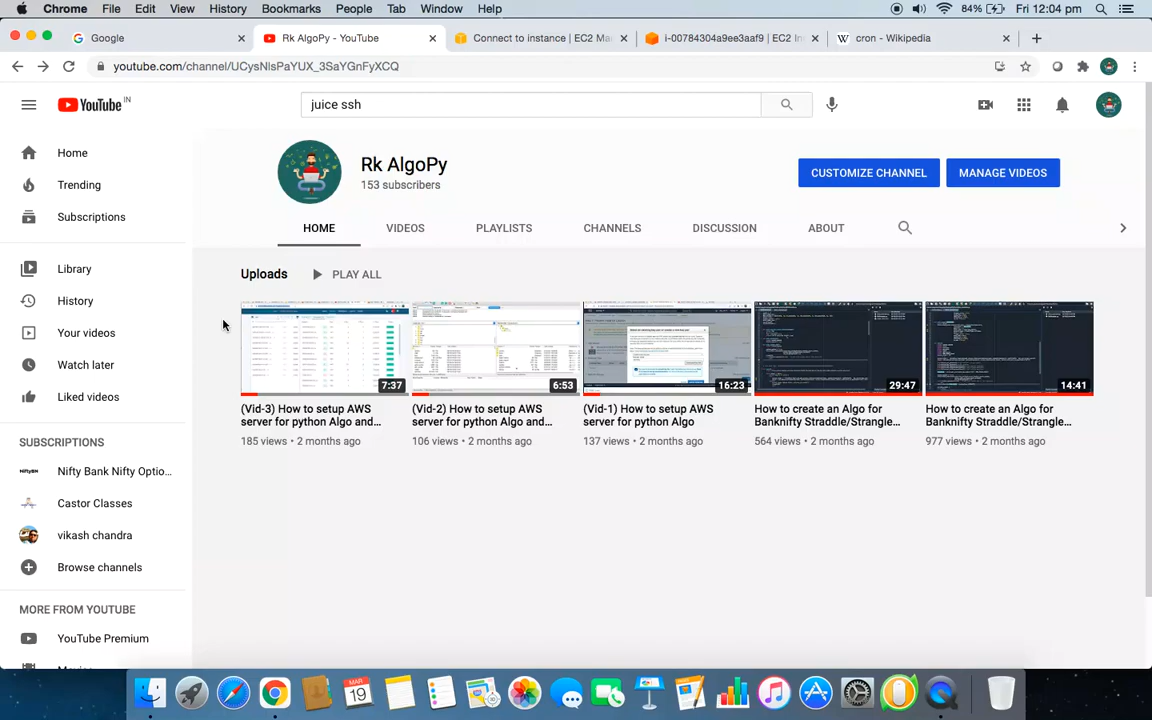 Chrome File Edit View History Bookmarks People Tab Window Help 84% Fri 12:04 pm
Google Rk AlgoPy - YouTube Connect to instance | EC2 Ma i-00784304a9ee3aaf9 | EC2 In cron - Wikipedia
youtube.com/channel/UCysNlsPaYUX_3SaYGnFyXCQ
YouTube IN juice ssh
Home
Trending
Subscriptions
Library
History
Your videos
Watch later
Liked videos
SUBSCRIPTIONS
Nifty Bank Nifty Optio...
Castor Classes
vikash chandra
Browse channels
MORE FROM YOUTUBE
YouTube Premium
Rk AlgoPy
153 subscribers
CUSTOMIZE CHANNEL MANAGE VIDEOS
HOME VIDEOS PLAYLISTS CHANNELS DISCUSSION ABOUT
Uploads PLAY ALL
7:37 6:53 16:23 29:47 14:41
(Vid-3) How to setup AWS server for python Algo and...
185 views • 2 months ago
(Vid-2) How to setup AWS server for python Algo and...
106 views • 2 months ago
(Vid-1) How to setup AWS server for python Algo
137 views • 2 months ago
How to create an Algo for Banknifty Straddle/Strangle...
564 views • 2 months ago
How to create an Algo for Banknifty Straddle/Strangle...
977 views • 2 months ago
MAR
19